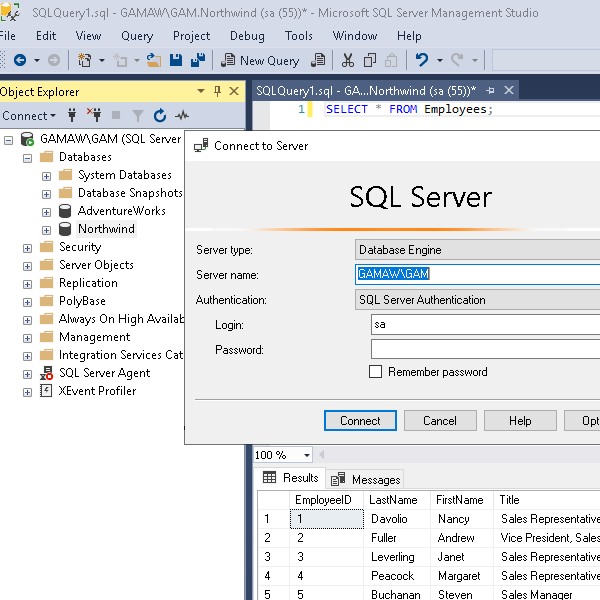 SQLQuery1.sql - GAMAW\GAM.Northwind (sa (55))* - Microsoft SQL Server Management Studio
File Edit View Query Project Debug Tools Window Help
New Query
Object Explorer
Connect
GAMAW\GAM (SQL Server
Databases
System Databases
Database Snapshots
AdventureWorks
Northwind
Security
Server Objects
Replication
PolyBase
Always On High Availab
Management
Integration Services Cat
SQL Server Agent
XEvent Profiler
SQLQuery1.sql - GA...Northwind (sa (55))*
1 SELECT * FROM Employees;
Connect to Server
SQL Server
Server type: Database Engine
Server name: GAMAW\GAM
Authentication: SQL Server Authentication
Login: sa
Password:
Remember password
Connect Cancel Help Opt
100 %
Results Messages
EmployeeID LastName FirstName Title
1 1 Davolio Nancy Sales Representative
2 2 Fuller Andrew Vice President, Sales
3 3 Leverling Janet Sales Representative
4 4 Peacock Margaret Sales Representative
5 5 Buchanan Steven Sales Manager